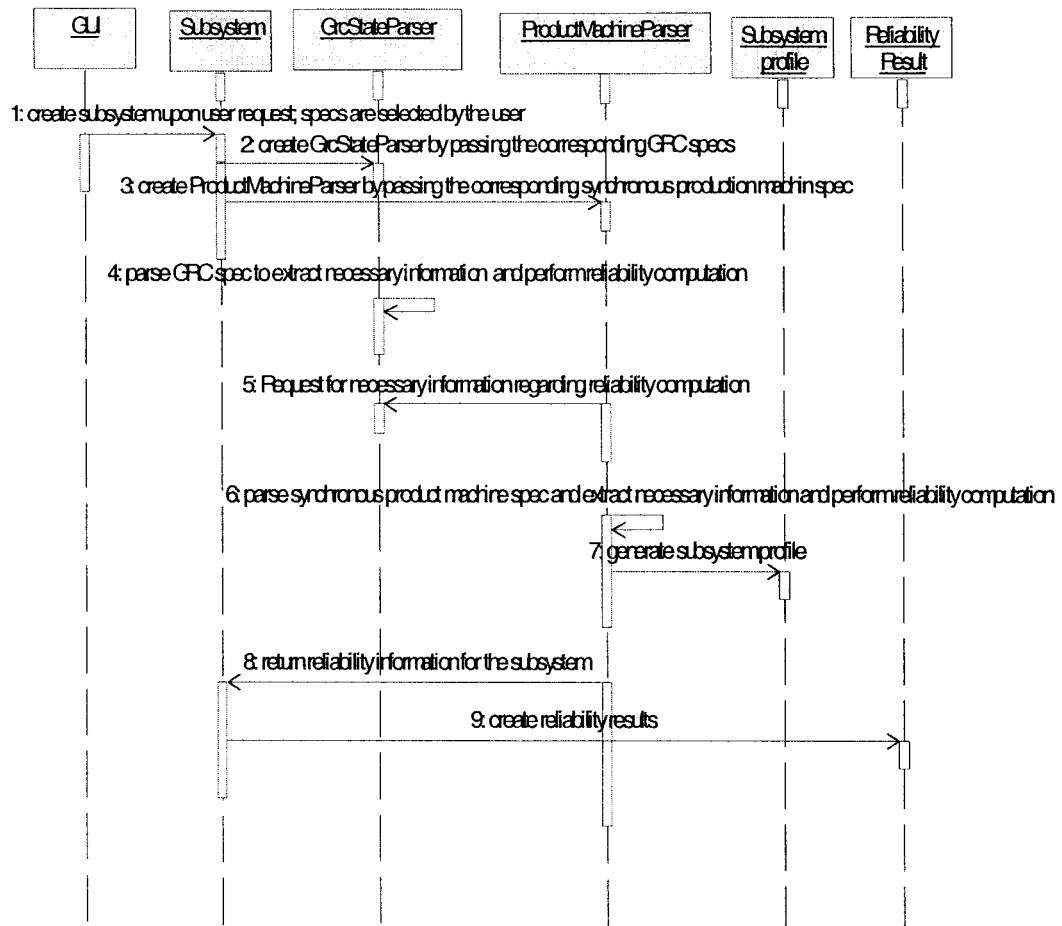 GUI
Subsystem
GrcStateParser
ProductMachineParser
Subsystem
profile
Reliability
Result
1: create subsystem upon user request; specs are selected by the user
2: create GrcStateParser by passing the corresponding GRC specs
3: create ProductMachineParser by passing the corresponding synchronous production machin spec
4: parse GRC spec to extract necessary information and perform reliability computation
5: Request for necessary information regarding reliability computation
6: parse synchronous product machine spec and extract necessary information and perform reliability computation
7: generate subsystem profile
8: return reliability information for the subsystem
9: create reliability results